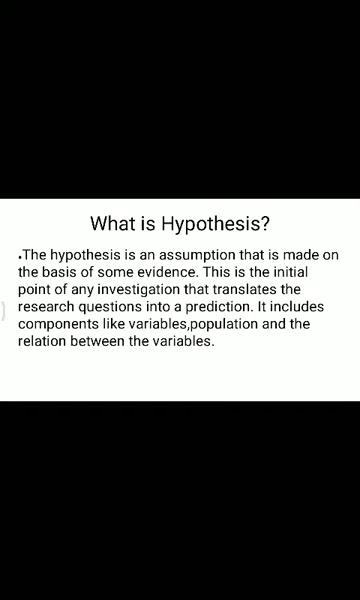 What is Hypothesis?
•The hypothesis is an assumption that is made on
the basis of some evidence. This is the initial
point of any investigation that translates the
research questions into a prediction. It includes
components like variables,population and the
relation between the variables.